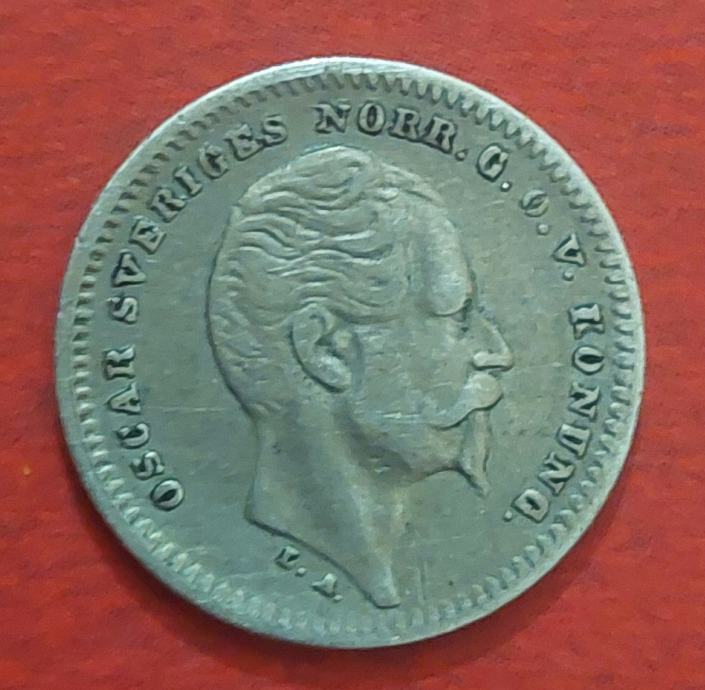 OSCAR SVERIGES NORR. G. O. V. KONUNG.
L. A.